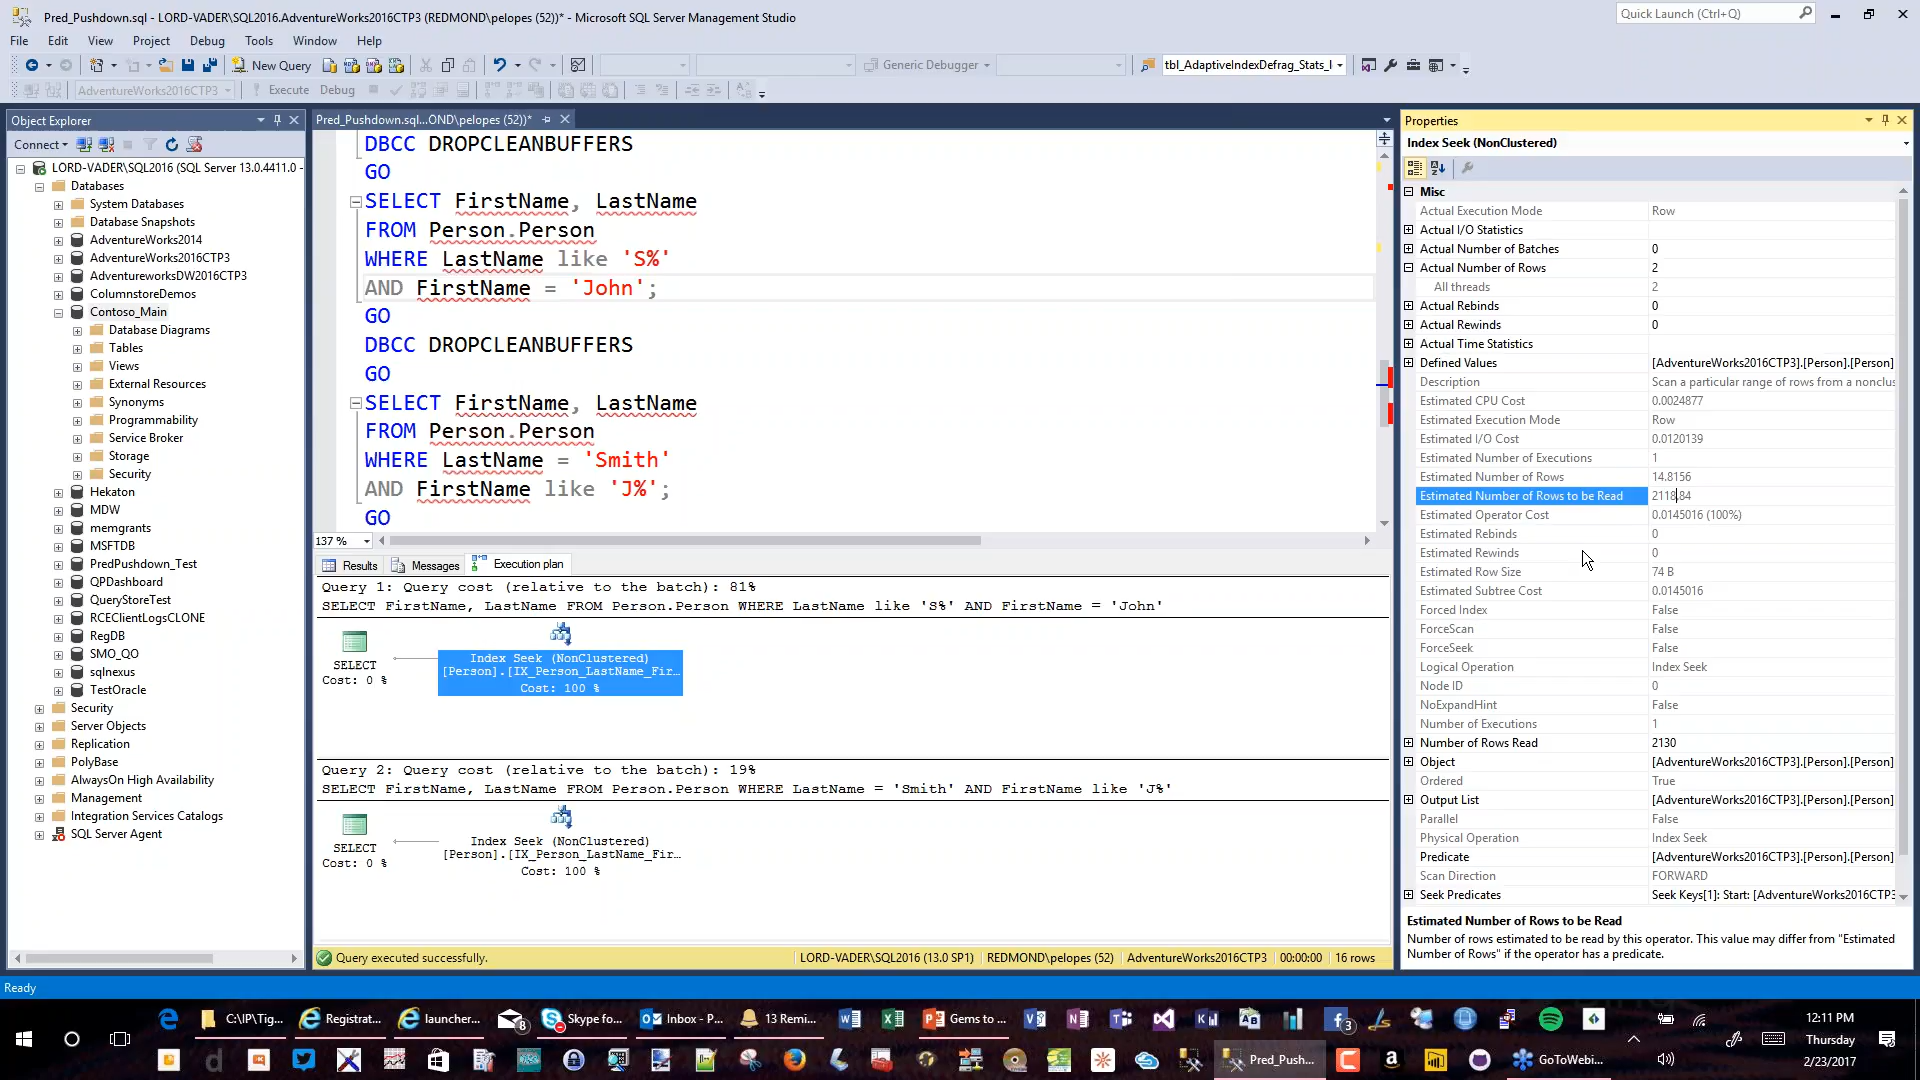 Pred_Pushdown.sql - LORD-VADER\SQL2016.AdventureWorks2016CTP3 (REDMOND\pelopes (52))* - Microsoft SQL Server Management Studio
Quick Launch (Ctrl+Q)
File Edit View Project Debug Tools Window Help
New Query Generic Debugger tbl_AdaptiveIndexDefrag_Stats_l
AdventureWorks2016CTP3 Execute Debug
Object Explorer
Connect
LORD-VADER\SQL2016 (SQL Server 13.0.4411.0 -
Databases
System Databases
Database Snapshots
AdventureWorks2014
AdventureWorks2016CTP3
AdventureworksDW2016CTP3
ColumnstoreDemos
Contoso_Main
Database Diagrams
Tables
Views
External Resources
Synonyms
Programmability
Service Broker
Storage
Security
Hekaton
MDW
memgrants
MSFTDB
PredPushdown_Test
QPDashboard
QueryStoreTest
RCEClientLogsCLONE
RegDB
SMO_QO
sqlnexus
TestOracle
Security
Server Objects
Replication
PolyBase
AlwaysOn High Availability
Management
Integration Services Catalogs
SQL Server Agent
Pred_Pushdown.sql...OND\pelopes (52))*
DBCC DROPCLEANBUFFERS
GO
SELECT FirstName, LastName
FROM Person.Person
WHERE LastName like 'S%'
AND FirstName = 'John';
GO
DBCC DROPCLEANBUFFERS
GO
SELECT FirstName, LastName
FROM Person.Person
WHERE LastName = 'Smith'
AND FirstName like 'J%';
GO
137 %
Results Messages Execution plan
Query 1: Query cost (relative to the batch): 81%
SELECT FirstName, LastName FROM Person.Person WHERE LastName like 'S%' AND FirstName = 'John'
SELECT
Cost: 0 %
Index Seek (NonClustered)
[Person].[IX_Person_LastName_Fir…
Cost: 100 %
Query 2: Query cost (relative to the batch): 19%
SELECT FirstName, LastName FROM Person.Person WHERE LastName = 'Smith' AND FirstName like 'J%'
SELECT
Cost: 0 %
Index Seek (NonClustered)
[Person].[IX_Person_LastName_Fir…
Cost: 100 %
Query executed successfully. LORD-VADER\SQL2016 (13.0 SP1) REDMOND\pelopes (52) AdventureWorks2016CTP3 00:00:00 16 rows
Properties
Index Seek (NonClustered)
Misc
Actual Execution Mode Row
Actual I/O Statistics
Actual Number of Batches 0
Actual Number of Rows 2
All threads 2
Actual Rebinds 0
Actual Rewinds 0
Actual Time Statistics
Defined Values [AdventureWorks2016CTP3].[Person].[Person]
Description Scan a particular range of rows from a nonclus
Estimated CPU Cost 0.0024877
Estimated Execution Mode Row
Estimated I/O Cost 0.0120139
Estimated Number of Executions 1
Estimated Number of Rows 14.8156
Estimated Number of Rows to be Read 2118.84
Estimated Operator Cost 0.0145016 (100%)
Estimated Rebinds 0
Estimated Rewinds 0
Estimated Row Size 74 B
Estimated Subtree Cost 0.0145016
Forced Index False
ForceScan False
ForceSeek False
Logical Operation Index Seek
Node ID 0
NoExpandHint False
Number of Executions 1
Number of Rows Read 2130
Object [AdventureWorks2016CTP3].[Person].[Person]
Ordered True
Output List [AdventureWorks2016CTP3].[Person].[Person]
Parallel False
Physical Operation Index Seek
Predicate [AdventureWorks2016CTP3].[Person].[Person]
Scan Direction FORWARD
Seek Predicates Seek Keys[1]: Start: [AdventureWorks2016CTP3
Estimated Number of Rows to be Read
Number of rows estimated to be read by this operator. This value may differ from "Estimated
Number of Rows" if the operator has a predicate.
Ready
C:\IP\Tig... Registrat... launcher... 8 Skype fo... Inbox - P... 13 Remi... Gems to ... 3
Pred_Push... GoToWebi...
12:11 PM
Thursday
2/23/2017